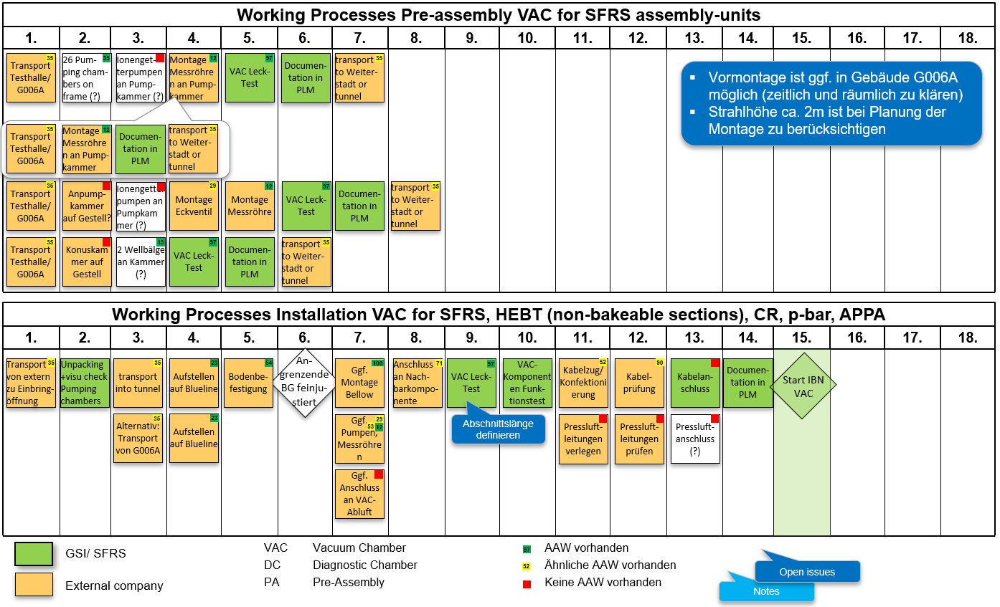 Working Processes Pre-assembly VAC for SFRS assembly-units
1. 2. 3. 4. 5. 6. 7. 8. 9. 10. 11. 12. 13. 14. 15. 16. 17. 18.
35
Transport
Testhalle/
G006A
35
26 Pum-
ping cham-
bers on
frame (?)
Ionenget-
terpumpen
an Pump-
kammer (?)
12
Montage
Messröhre
n an Pump-
kammer
97
VAC Leck-
Test
Documen-
tation in
PLM
35
transport
to Weiter-
stadt or
tunnel
▪ Vormontage ist ggf. in Gebäude G006A
möglich (zeitlich und räumlich zu klären)
▪ Strahlhöhe ca. 2m ist bei Planung der
Montage zu berücksichtigen
35
Transport
Testhalle/
G006A
12
Montage
Messröhre
n an Pump-
kammer
Documen-
tation in
PLM
35
transport
to Weiter-
stadt or
tunnel
35
Transport
Testhalle/
G006A
Anpump-
kammer
auf Gestell?
Ionengetter
pumpen an
Pumpkam
mer (?)
29
Montage
Eckventil
12
Montage
Messröhre
97
VAC Leck-
Test
Documen-
tation in
PLM
35
transport
to Weiter-
stadt or
tunnel
35
Transport
Testhalle/
G006A
Konuskam
mer auf
Gestell
13
2 Wellbälge
an Kammer
(?)
97
VAC Leck-
Test
Documen-
tation in
PLM
35
transport
to Weiter-
stadt or
tunnel
Working Processes Installation VAC for SFRS, HEBT (non-bakeable sections), CR, p-bar, APPA
1. 2. 3. 4. 5. 6. 7. 8. 9. 10. 11. 12. 13. 14. 15. 16. 17. 18.
35
Transport
von extern
zu Einbring-
öffnung
Unpacking
+visu check
Pumping
chambers
35
transport
into tunnel
23
Aufstellen
auf Blueline
54
Bodenbe-
festigung
An-
grenzende
BG feinju-
stiert
100
Ggf.
Montage
Bellow
71
Anschluss
an Nach-
barkompo-
nente
97
VAC Leck-
Test
VAC-
Komponent
en Funk-
tionstest
52
Kabelzug/
Konfektioni
erung
90
Kabel-
prüfung
Kabelan-
schluss
Documen-
tation in
PLM
Start IBN
VAC
35
Alternativ:
Transport
von G006A
23
Aufstellen
auf Blueline
29
53 12
Ggf.
Pumpen,
Messröhre
n
Abschnittslänge
definieren
Pressluft-
leitungen
verlegen
Pressluft-
leitungen
prüfen
Pressluft-
anschluss
(?)
Ggf.
Anschluss
an VAC-
Abluft
GSI/ SFRS
External company
VAC Vacuum Chamber
DC Diagnostic Chamber
PA Pre-Assembly
97 AAW vorhanden
52 Ähnliche AAW vorhanden
Keine AAW vorhanden
Open issues
Notes